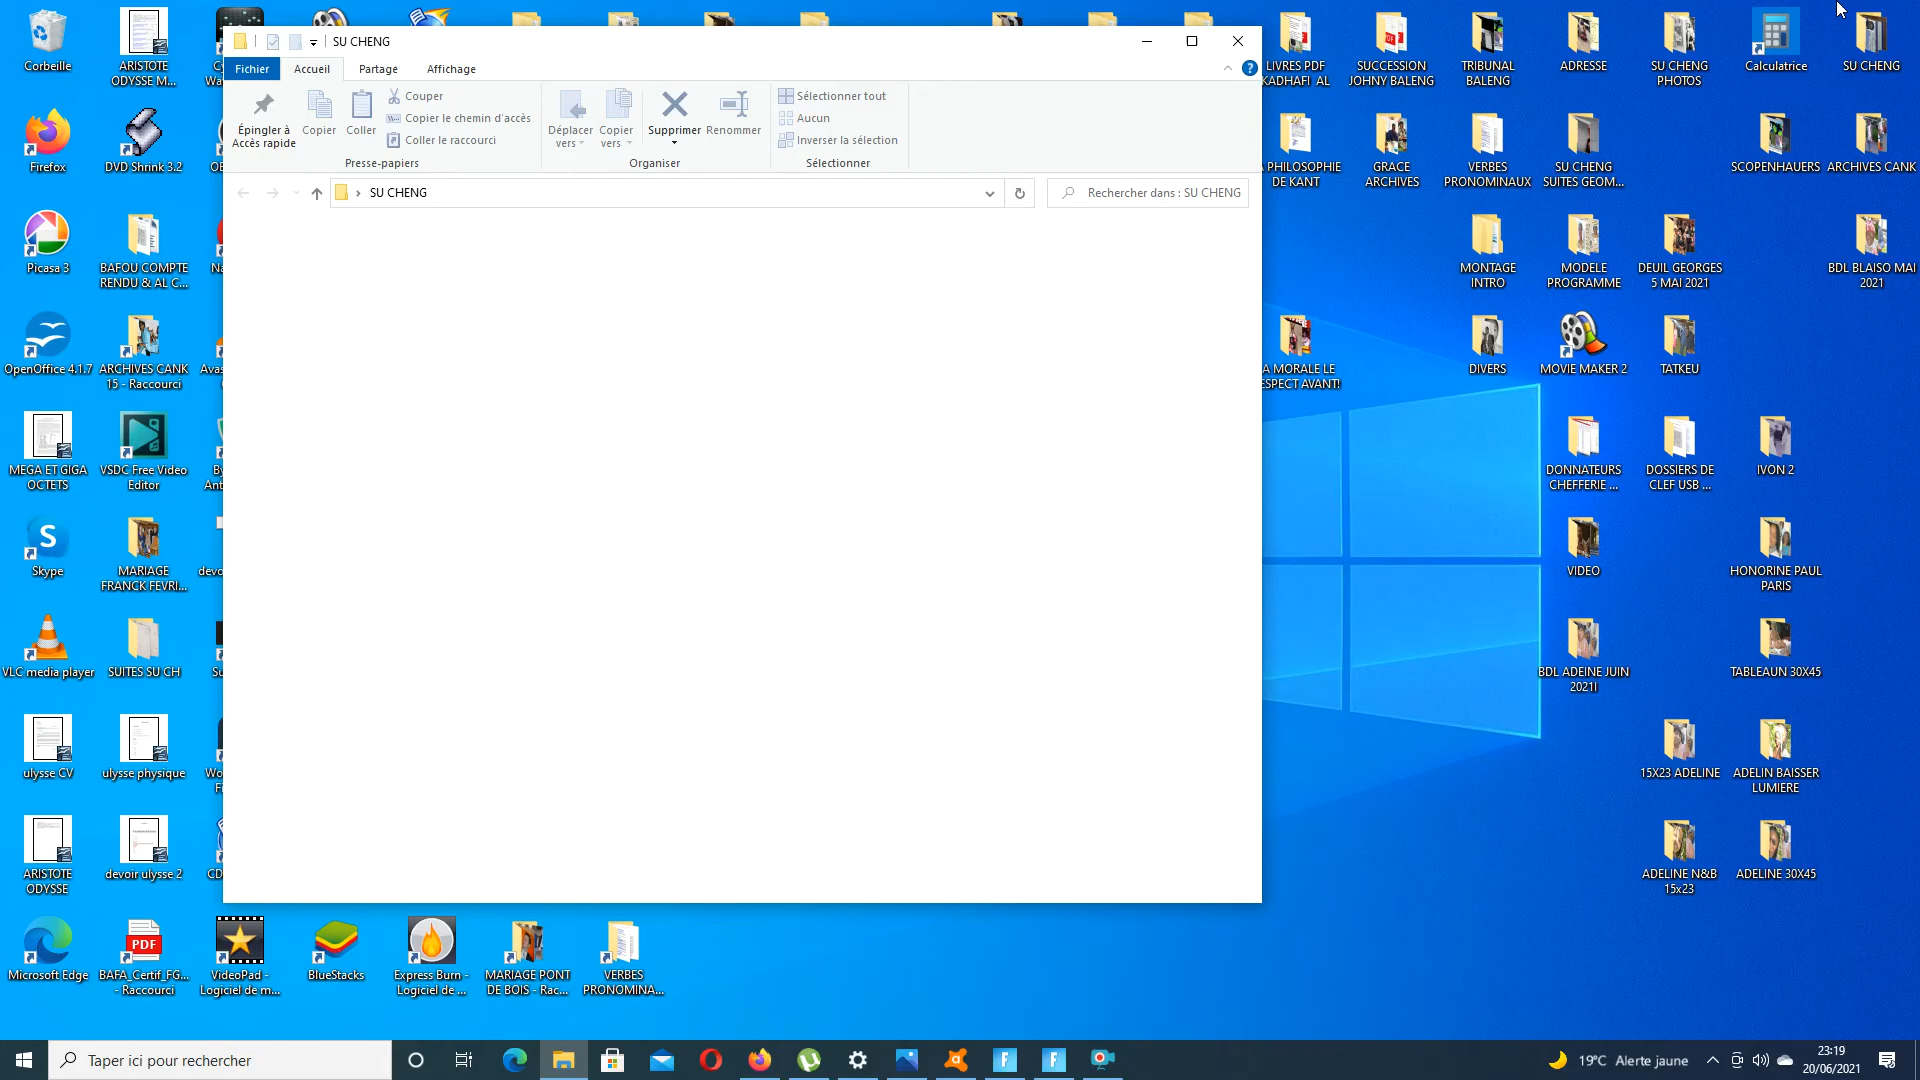 SU CHENG
Fichier
Accueil
Partage
Affichage
Épingler à
Accès rapide
Copier
Coller
Couper
Copier le chemin d'accès
Coller le raccourci
Presse-papiers
Déplacer
vers
Copier
vers
Supprimer
Renommer
Organiser
Sélectionner tout
Aucun
Inverser la sélection
Sélectionner
SU CHENG
Rechercher dans : SU CHENG
Corbeille
ARISTOTE
ODYSSE M...
Firefox
DVD Shrink 3.2
Picasa 3
BAFOU COMPTE
RENDU & AL C...
OpenOffice 4.1.7
ARCHIVES CANK
15 - Raccourci
MEGA ET GIGA
OCTETS
VSDC Free Video
Editor
Skype
MARIAGE
FRANCK FEVRI...
VLC media player
SUITES SU CH
ulysse CV
ulysse physique
ARISTOTE
ODYSSE
devoir ulysse 2
Microsoft Edge
PDF
BAFA_Certif_FG...
- Raccourci
VideoPad -
Logiciel de m...
BlueStacks
Express Burn -
Logiciel de ...
MARIAGE PONT
DE BOIS - Rac...
VERBES
PRONOMINA...
LIVRES PDF
KADHAFI AL
SUCCESSION
JOHNY BALENG
TRIBUNAL
BALENG
ADRESSE
SU CHENG
PHOTOS
Calculatrice
SU CHENG
PHILOSOPHIE
DE KANT
GRACE
ARCHIVES
VERBES
PRONOMINAUX
SU CHENG
SUITES GEOM...
SCOPENHAUERS
ARCHIVES CANK
MONTAGE
INTRO
MODELE
PROGRAMME
DEUIL GEORGES
5 MAI 2021
BDL BLAISO MAI
2021
A MORALE LE
ESPECT AVANT!
DIVERS
MOVIE MAKER 2
TATKEU
DONNATEURS
CHEFFERIE ...
DOSSIERS DE
CLEF USB ...
IVON 2
VIDEO
HONORINE PAUL
PARIS
BDL ADEINE JUIN
2021I
TABLEAUN 30X45
15X23 ADELINE
ADELIN BAISSER
LUMIERE
ADELINE N&B
15x23
ADELINE 30X45
Taper ici pour rechercher
19°C Alerte jaune
23:19
20/06/2021